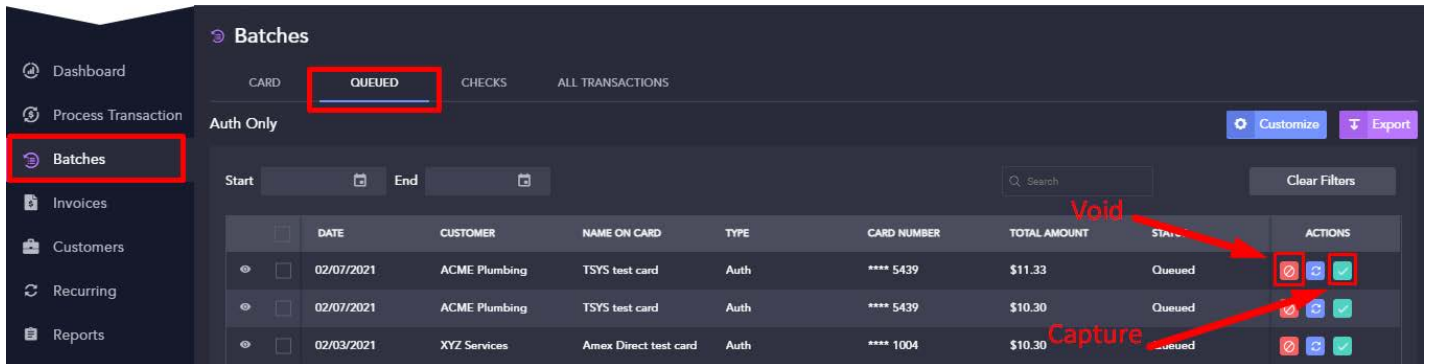 Batches
Dashboard
CARD QUEUED CHECKS ALL TRANSACTIONS
Process Transaction
Auth Only Customize Export
Batches
Start End Search Clear Filters
Invoices
Void
DATE CUSTOMER NAME ON CARD TYPE CARD NUMBER TOTAL AMOUNT ACTIONS
Customers
02/07/2021 ACME Plumbing TSYS test card Auth **** 5439 $11.33 Queued
Recurring
02/07/2021 ACME Plumbing TSYS test card Auth **** 5439 $10.30 Queued
Reports
Capture
02/03/2021 XYZ Services Amex Direct test card Auth **** 1004 $10.30 Queued